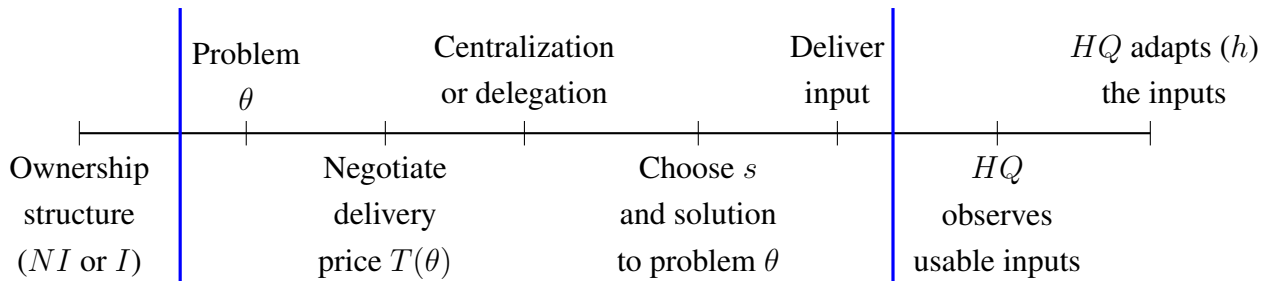 Problem
θ
Centralization
or delegation
Deliver
input
HQ adapts (h)
the inputs
Ownership
structure
(NI or I)
Negotiate
delivery
price T(θ)
Choose s
and solution
to problem θ
HQ
observes
usable inputs